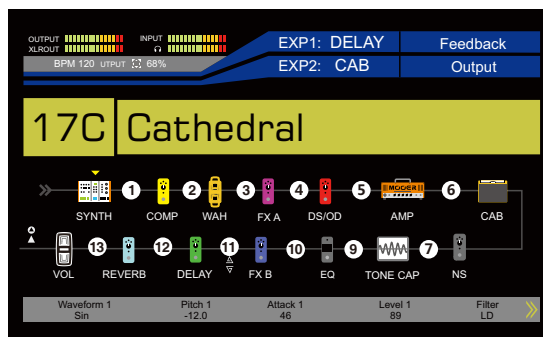 OUTPUT INPUT
XLROUT
BPM 120 UTPUT 68%
EXP1: DELAY Feedback
EXP2: CAB Output
17C Cathedral
1 2 3 4 5 6
MOOER
SYNTH COMP WAH FX A DS/OD AMP CAB
13 12 11 10 9 7
VOL REVERB DELAY FX B EQ TONE CAP NS
Waveform 1 Pitch 1 Attack 1 Level 1 Filter
Sin -12.0 46 89 LD